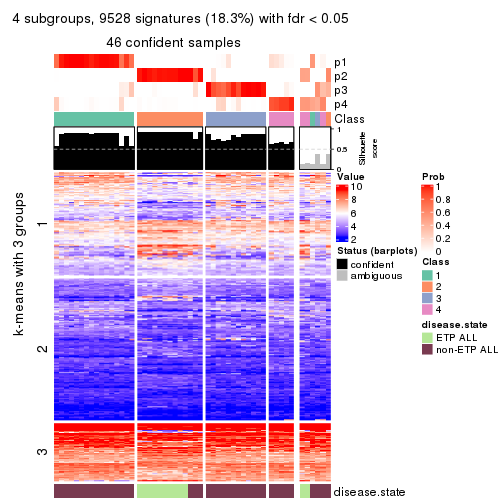 4 subgroups, 9528 signatures (18.3%) with fdr < 0.05
46 confident samples
p1
p2
p3
p4
Class
1
0.5
0
Silhouette
score
k-means with 3 groups
1
2
3
disease.state
Value
10
8
6
4
2
Status (barplots)
confident
ambiguous
Prob
1
0.8
0.6
0.4
0.2
0
Class
1
2
3
4
disease.state
ETP ALL
non-ETP ALL